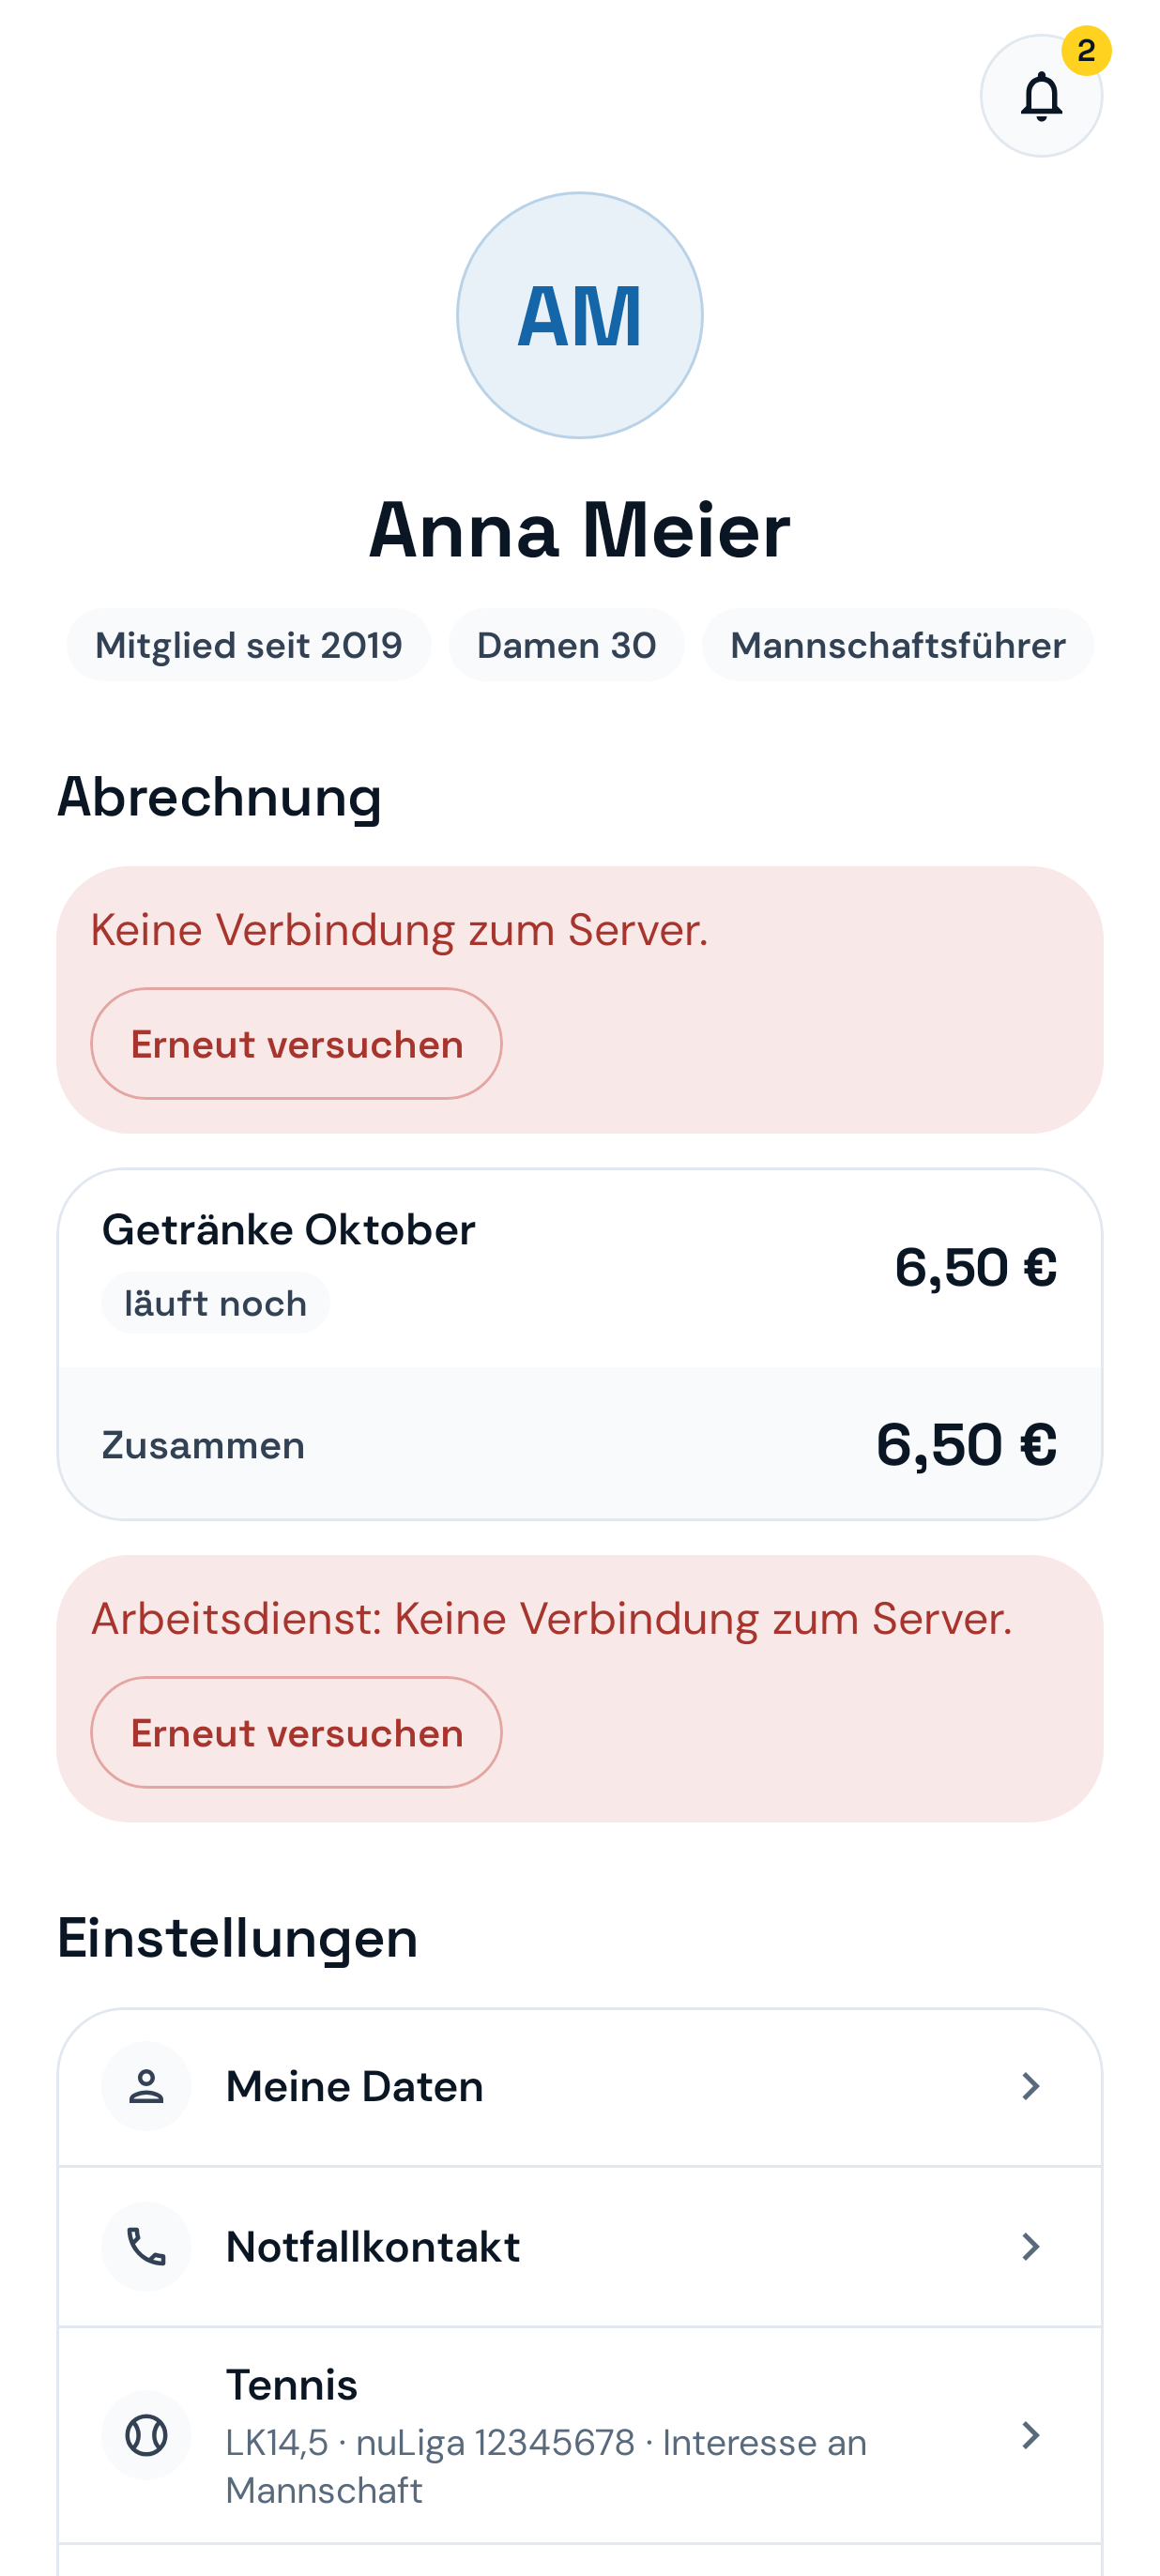 2
AM
Anna Meier
Mitglied seit 2019
Damen 30
Mannschaftsführer
Abrechnung
Keine Verbindung zum Server.
Erneut versuchen
Getränke Oktober
6,50 €
läuft noch
Zusammen
6,50 €
Arbeitsdienst: Keine Verbindung zum Server.
Erneut versuchen
Einstellungen
Meine Daten
Notfallkontakt
Tennis
LK14,5 · nuLiga 12345678 · Interesse an
Mannschaft